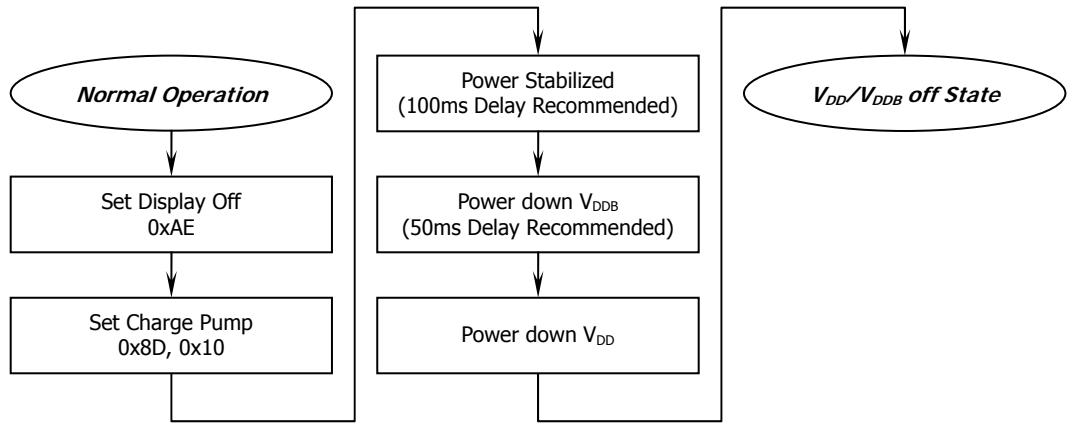 Normal Operation
Set Display Off
0xAE
Set Charge Pump
0x8D, 0x10
Power Stabilized
(100ms Delay Recommended)
Power down VDDB
(50ms Delay Recommended)
Power down VDD
VDD/VDDB off State